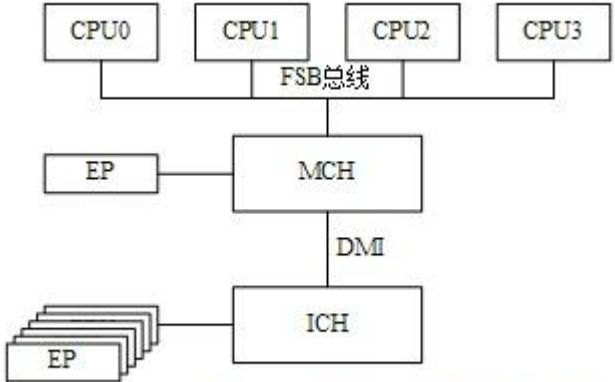 CPU0 CPU1 CPU2 CPU3
FSB总线
EP MCH
DMI
ICH
EP